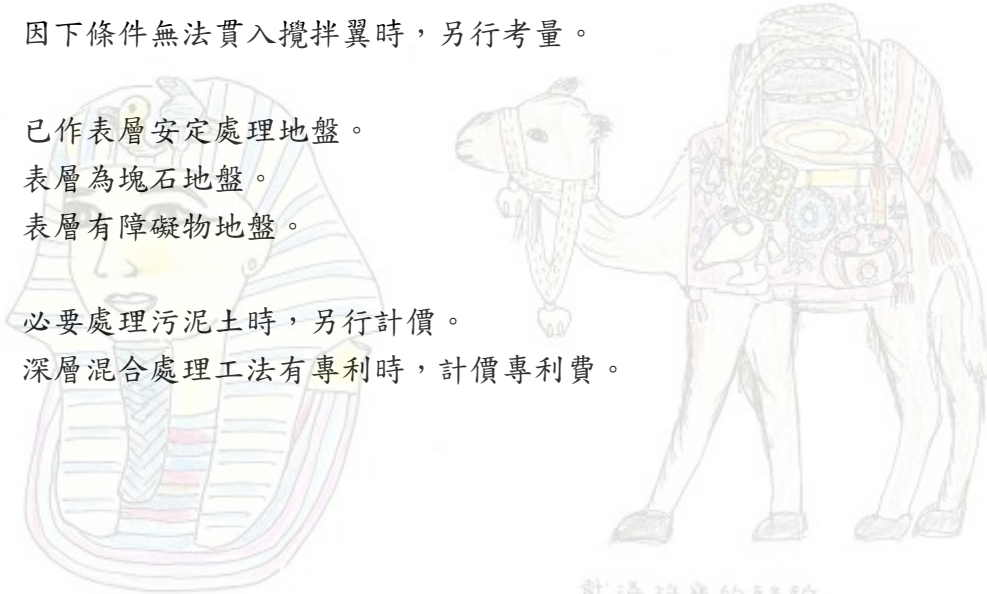 因下條件無法貫入攪拌翼時，另行考量。
已作表層安定處理地盤。
表層為塊石地盤。
表層有障礙物地盤。
必要處理污泥土時，另行計價。
深層混合處理工法有專利時，計價專利費。